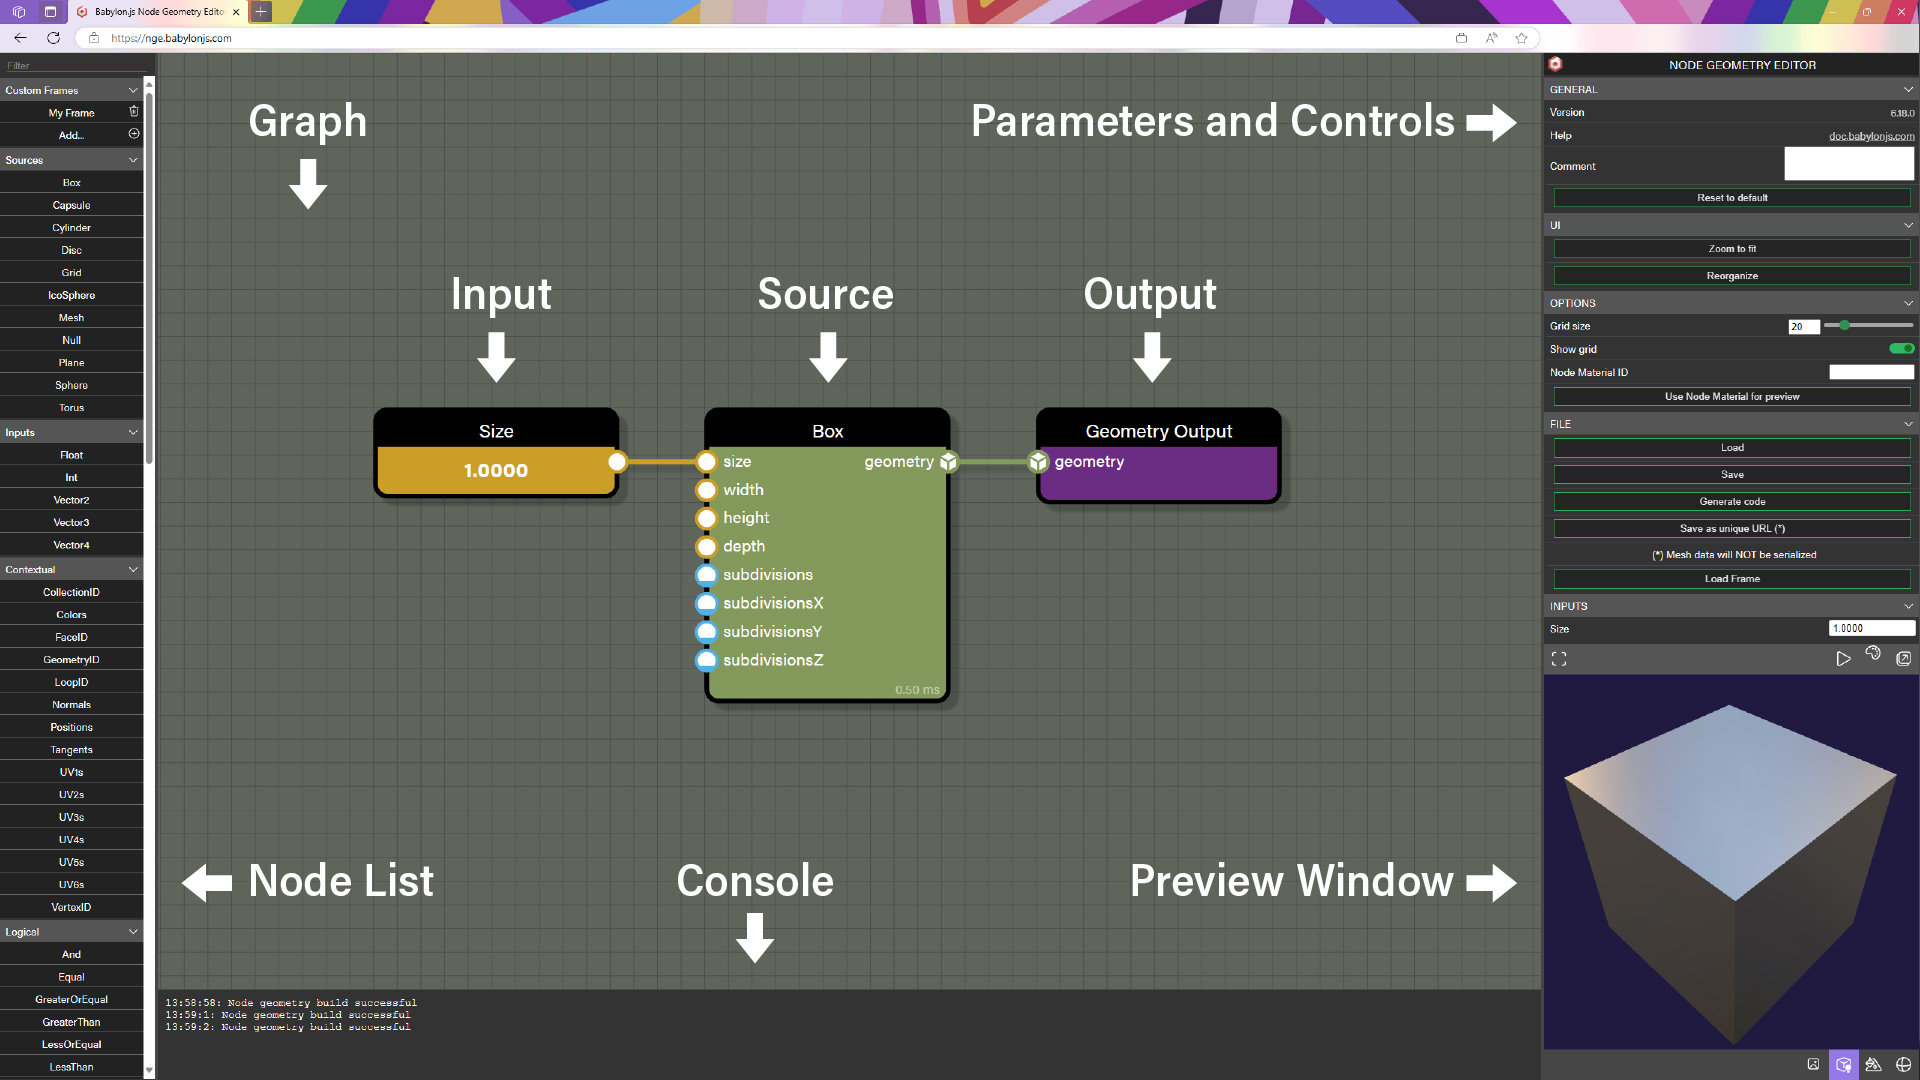 Babylon.js Node Geometry Edito
https://nge.babylonjs.com
Filter
Custom Frames
My Frame
Add...
Sources
Box
Capsule
Cylinder
Disc
Grid
IcoSphere
Mesh
Null
Plane
Sphere
Torus
Inputs
Float
Int
Vector2
Vector3
Vector4
Contextual
CollectionID
Colors
FaceID
GeometryID
LoopID
Normals
Positions
Tangents
UV1s
UV2s
UV3s
UV4s
UV5s
UV6s
VertexID
Logical
And
Equal
GreaterOrEqual
GreaterThan
LessOrEqual
LessThan
Graph
Parameters and Controls
Input
Source
Output
Size
1.0000
Box
size
geometry
width
height
depth
subdivisions
subdivisionsX
subdivisionsY
subdivisionsZ
0.50 ms
Geometry Output
geometry
Node List
Console
Preview Window
13:58:58: Node geometry build successful
13:59:1: Node geometry build successful
13:59:2: Node geometry build successful
NODE GEOMETRY EDITOR
GENERAL
Version 6.18.0
Help doc.babylonjs.com
Comment
Reset to default
UI
Zoom to fit
Reorganize
OPTIONS
Grid size 20
Show grid
Node Material ID
Use Node Material for preview
FILE
Load
Save
Generate code
Save as unique URL (*)
(*) Mesh data will NOT be serialized
Load Frame
INPUTS
Size 1.0000